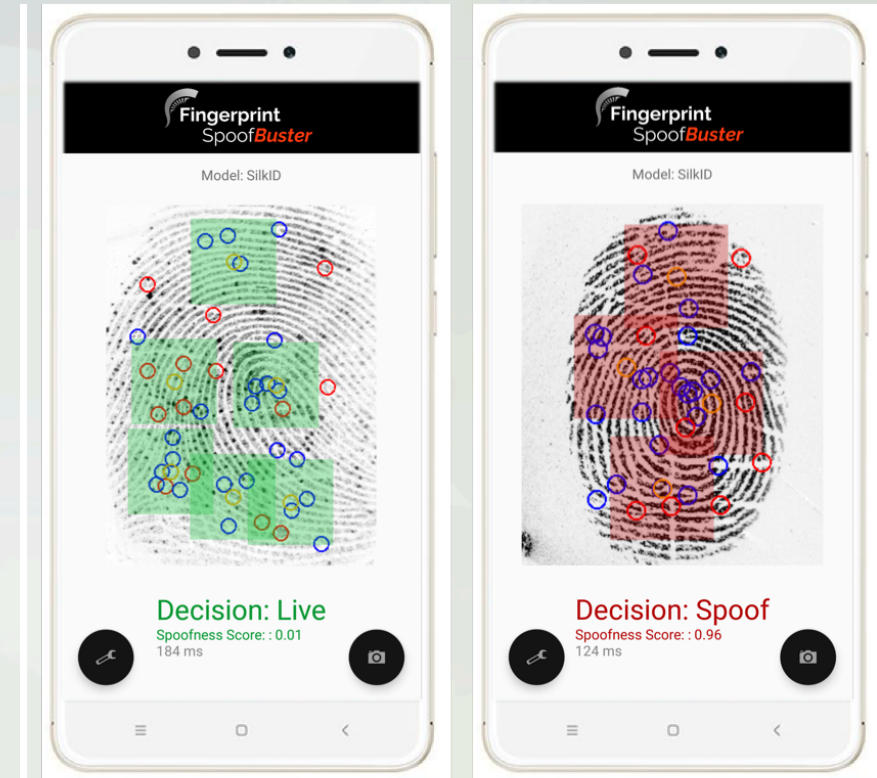 Fingerprint
SpoofBuster
Model: SilkID
Decision: Live
Spoofness Score: : 0.01
184 ms
Fingerprint
SpoofBuster
Model: SilkID
Decision: Spoof
Spoofness Score: : 0.96
124 ms